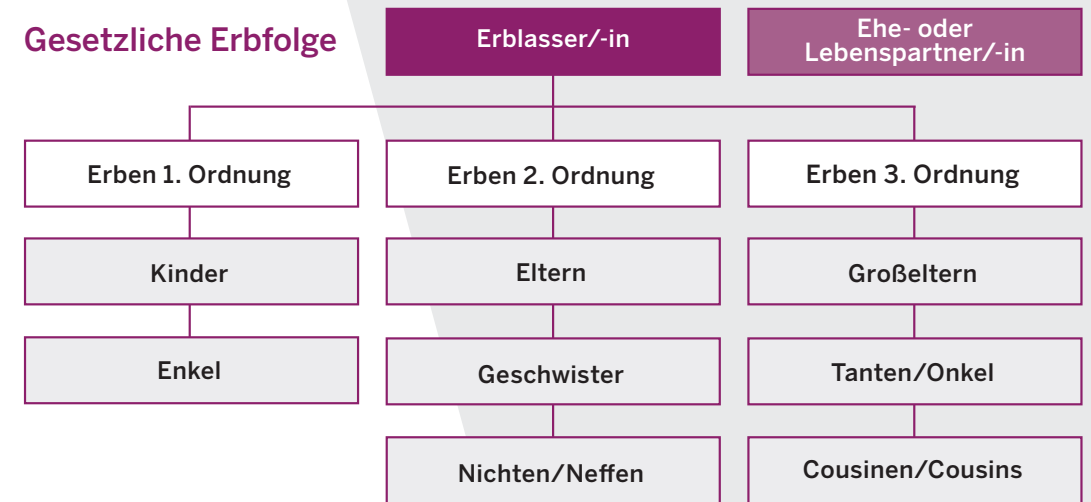 Gesetzliche Erbfolge
Erblasser/-in
Ehe- oder
Lebenspartner/-in
Erben 1. Ordnung
Erben 2. Ordnung
Erben 3. Ordnung
Kinder
Eltern
Großeltern
Enkel
Geschwister
Tanten/Onkel
Nichten/Neffen
Cousinen/Cousins